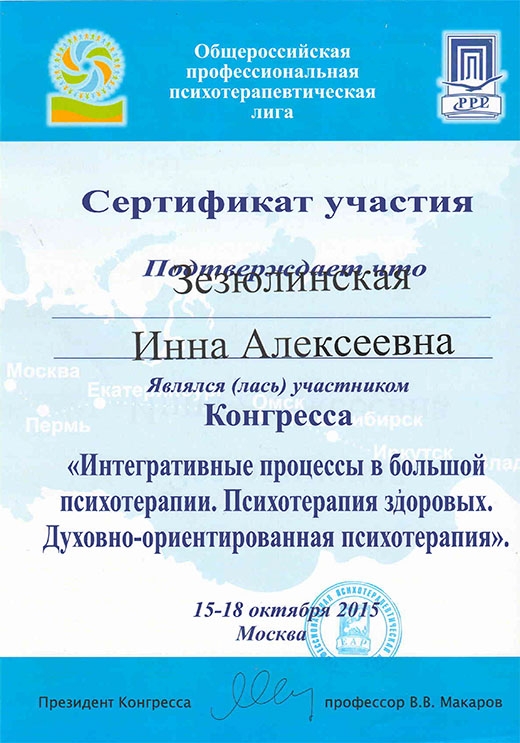 Общероссийская
профессиональная
психотерапевтическая
лига
РРР
Сертификат участия
Подтверждает что
Зезюлинская
Инна Алексеевна
Являлся (лась) участником
Конгресса
Москва
Екатеринбург
Пермь
Омск
Иркутск
«Интегративные процессы в большой
психотерапии. Психотерапия здоровых.
Духовно-ориентированная психотерапия».
15-18 октября 2015
Москва
Президент Конгресса
профессор В.В. Макаров